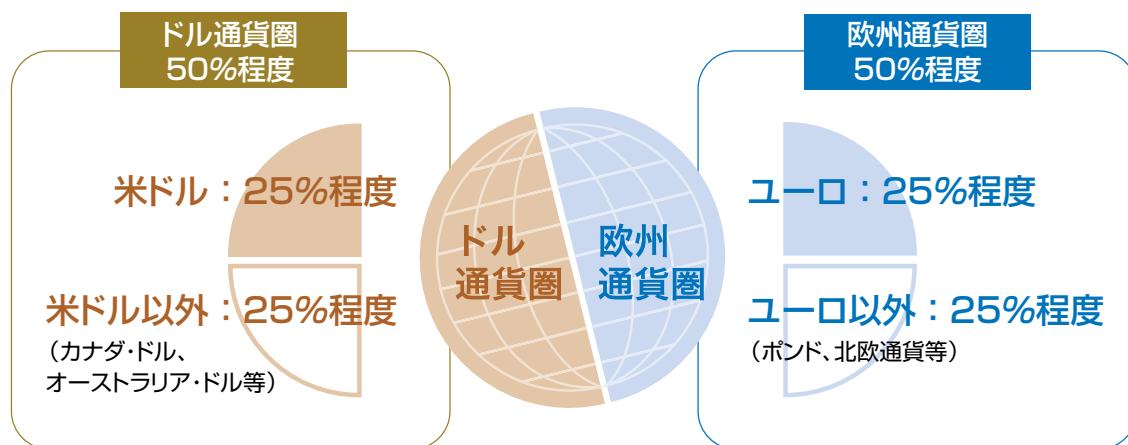 ドル通貨圏
50%程度
米ドル：25%程度
米ドル以外：25%程度
（カナダ・ドル、
オーストラリア・ドル等）
ドル
通貨圏
欧州
通貨圏
欧州通貨圏
50%程度
ユーロ：25%程度
ユーロ以外：25%程度
（ポンド、北欧通貨等）